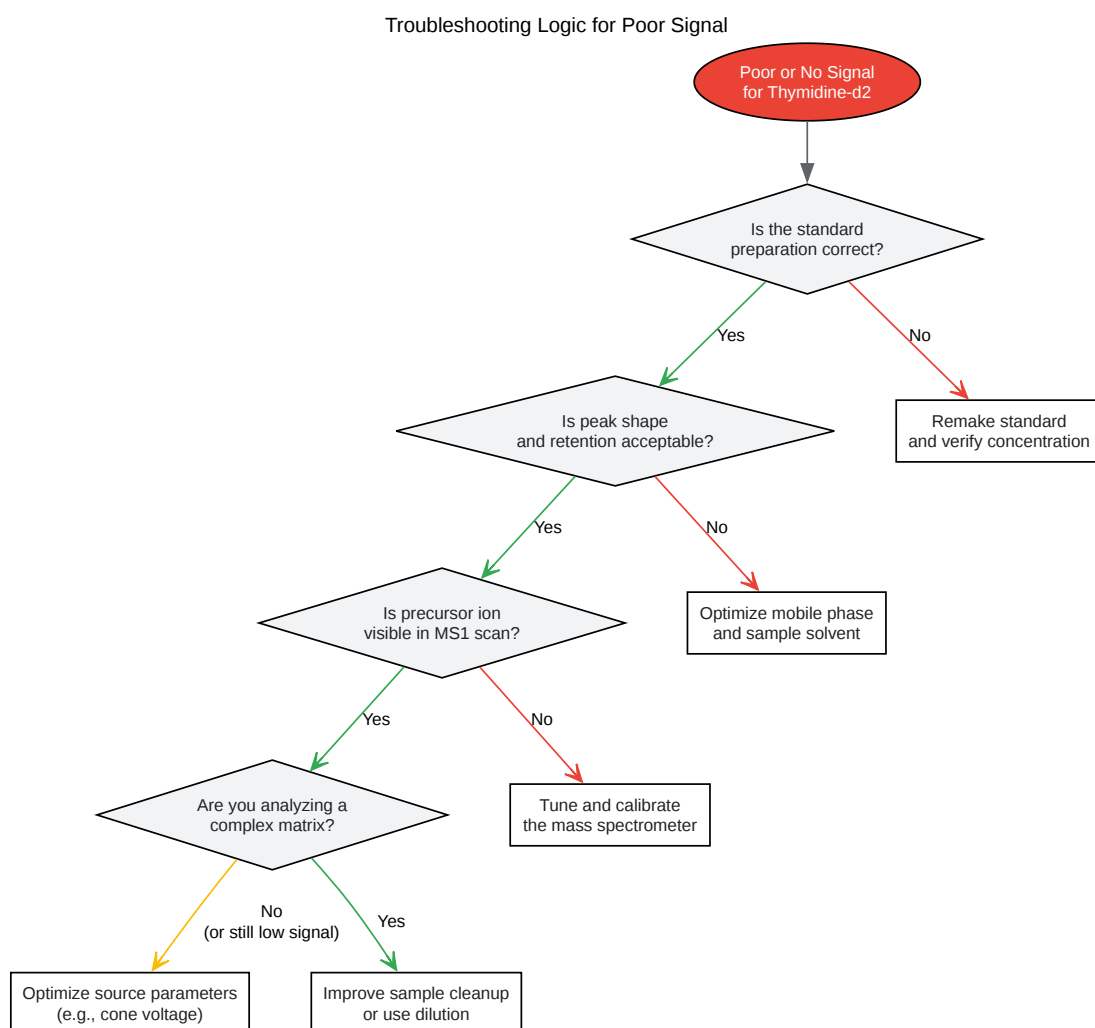 Troubleshooting Logic for Poor Signal
Poor or No Signal
for Thymidine-d2
Is the standard
preparation correct?
Yes
No
Is peak shape
and retention acceptable?
Remake standard
and verify concentration
Yes
No
Is precursor ion
visible in MS1 scan?
Optimize mobile phase
and sample solvent
Yes
No
Are you analyzing a
complex matrix?
Tune and calibrate
the mass spectrometer
No
(or still low signal)
Yes
Optimize source parameters
(e.g., cone voltage)
Improve sample cleanup
or use dilution